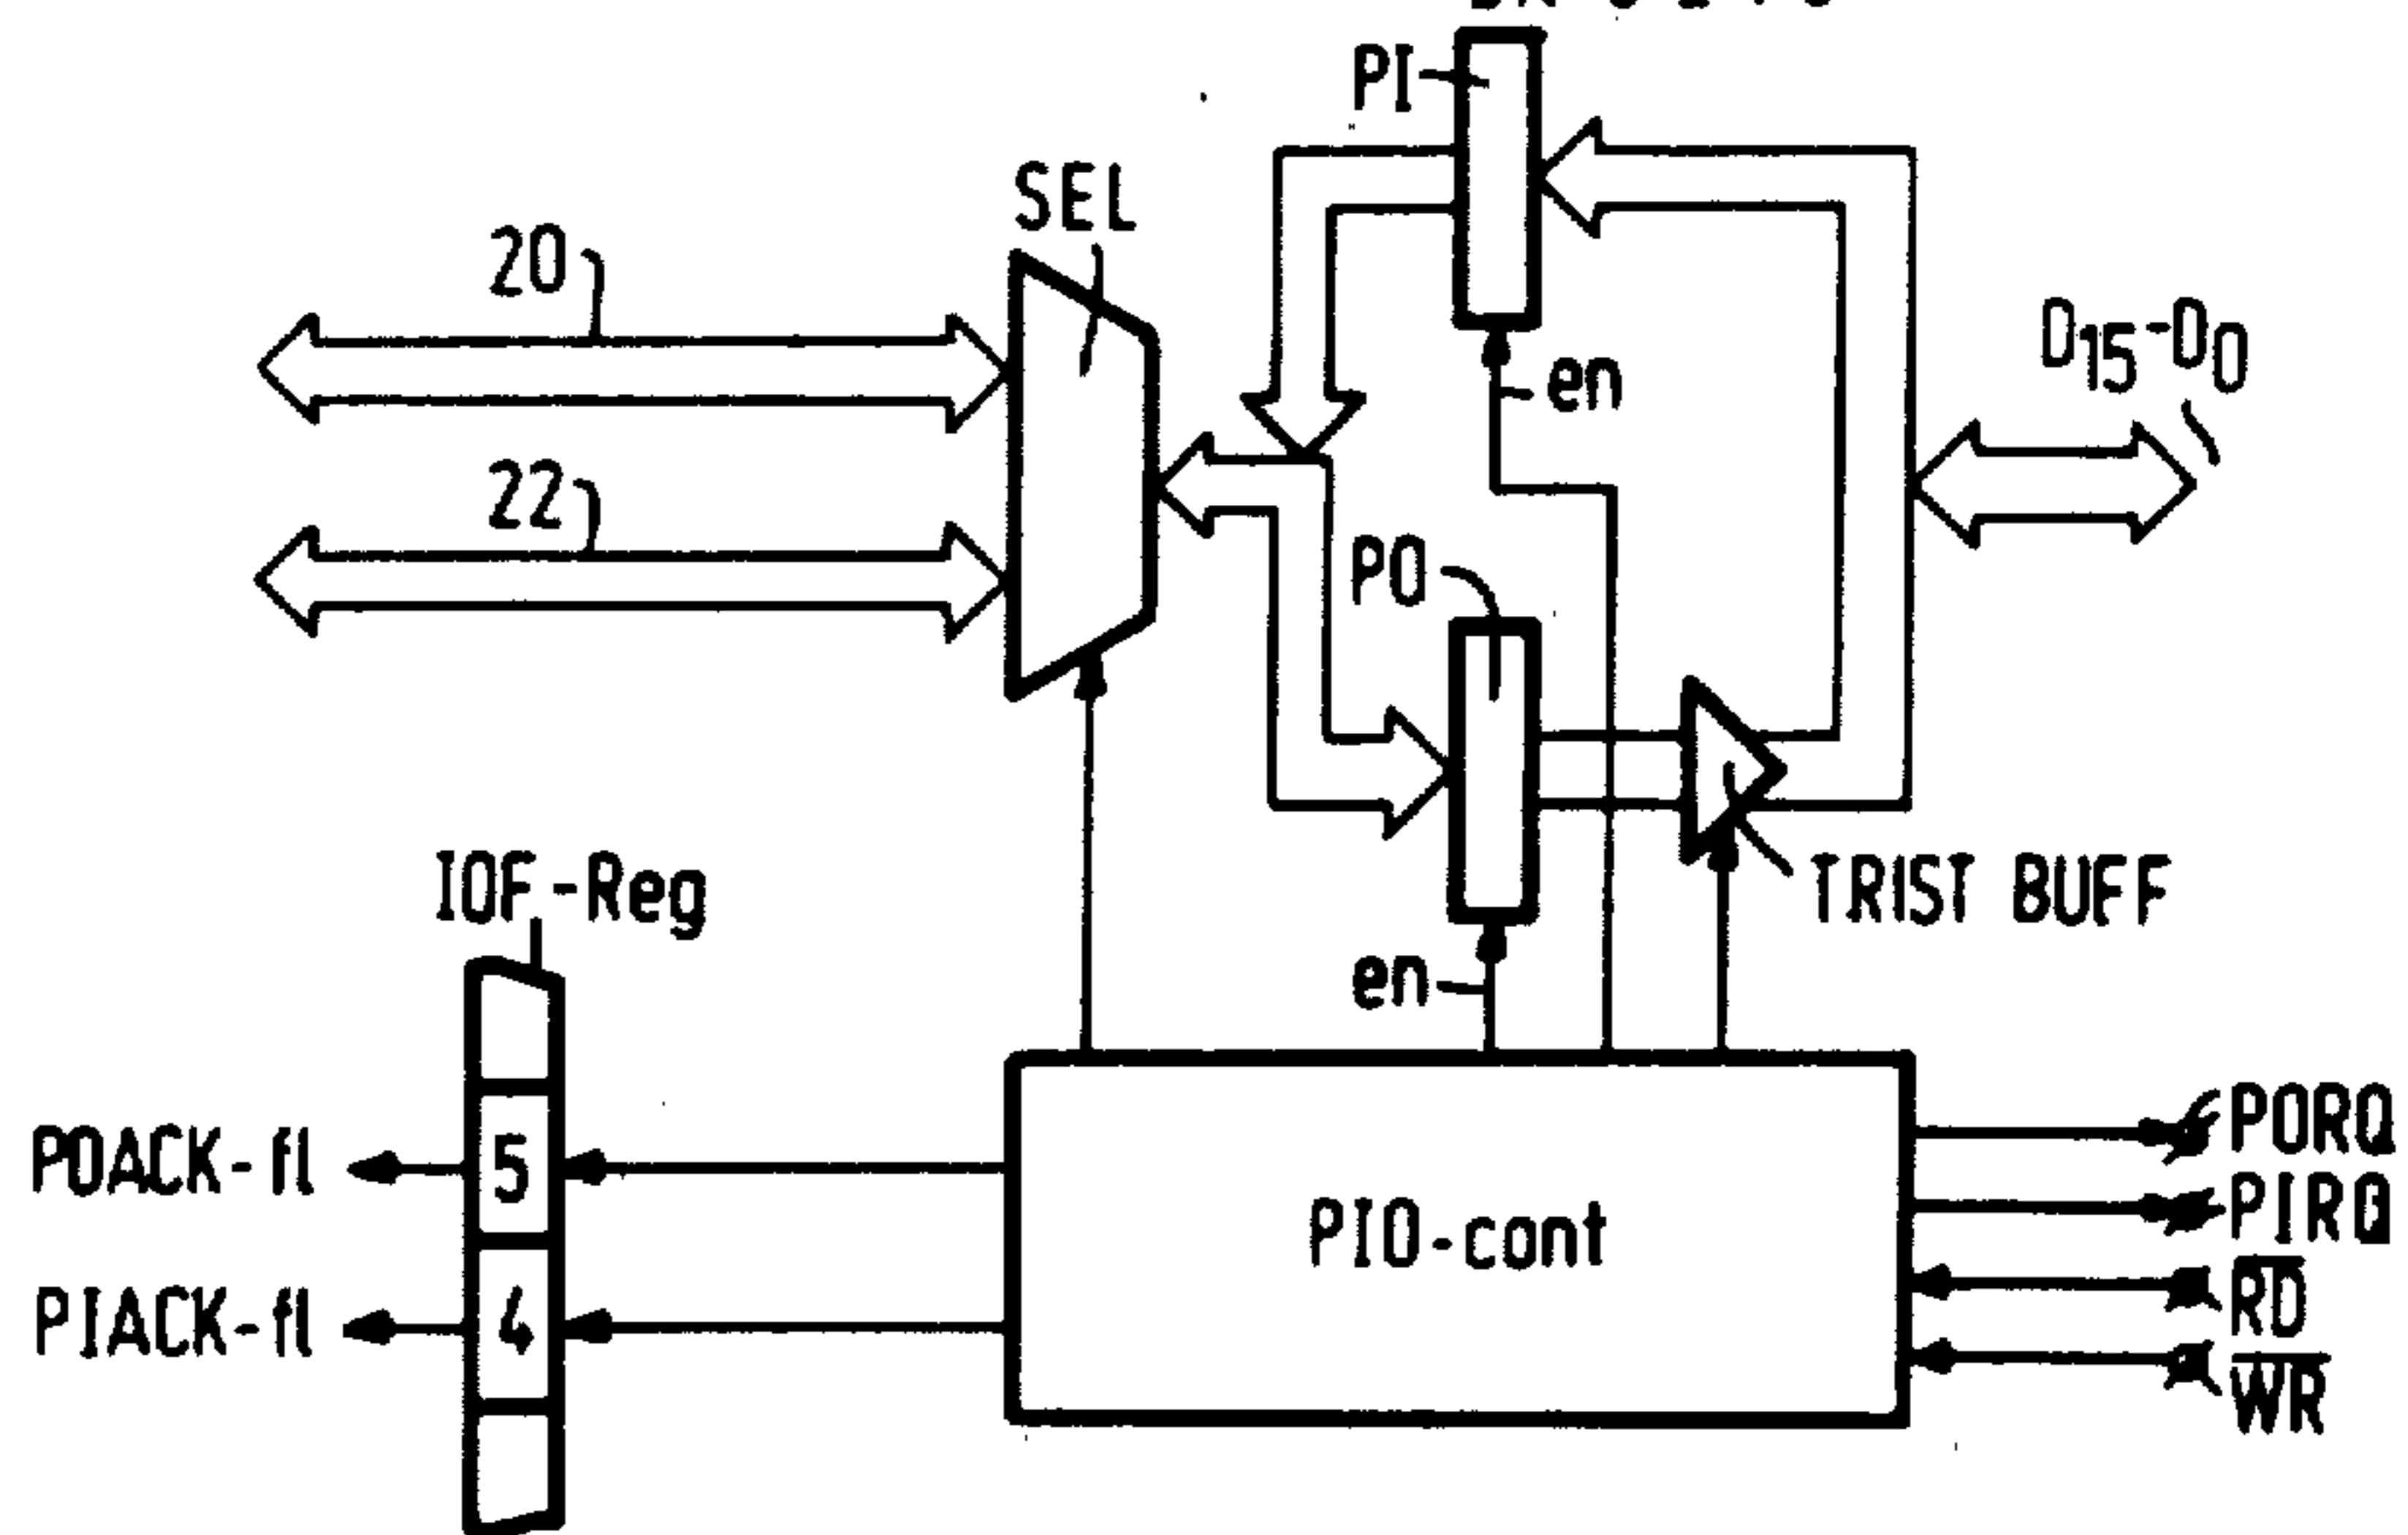 PI
SEL
20
en
D15-D0
22
PO
TRIST BUFF
IOF-Reg
en
POACK-fl
5
PORQ
PIO-cont
PIRQ
PIACK-fl
4
RD
WR